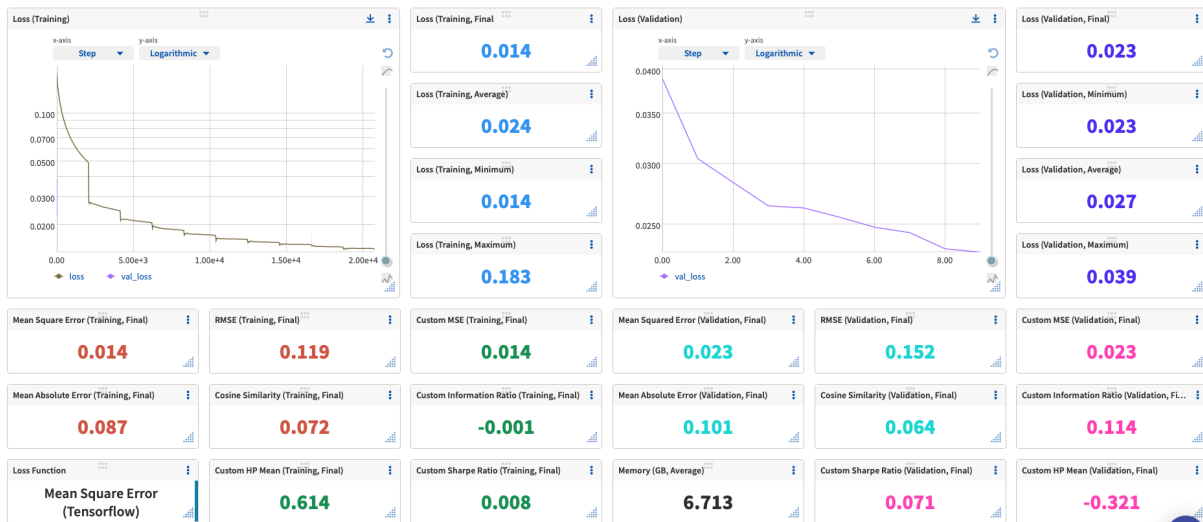 Loss (Training)
x-axis
y-axis
Step
Logarithmic
0.100
0.0700
0.0500
0.0300
0.0200
0.00
5.00e+3
1.00e+4
1.50e+4
2.00e+4
loss
val_loss
Loss (Training, Final
0.014
Loss (Training, Average)
0.024
Loss (Training, Minimum)
0.014
Loss (Training, Maximum)
0.183
Loss (Validation)
x-axis
y-axis
Step
Logarithmic
0.0400
0.0350
0.0300
0.0250
0.00
2.00
4.00
6.00
8.00
val_loss
Loss (Validation, Final)
0.023
Loss (Validation, Minimum)
0.023
Loss (Validation, Average)
0.027
Loss (Validation, Maximum)
0.039
Mean Square Error (Training, Final)
0.014
RMSE (Training, Final)
0.119
Custom MSE (Training, Final)
0.014
Mean Squared Error (Validation, Final)
0.023
RMSE (Validation, Final)
0.152
Custom MSE (Validation, Final)
0.023
Mean Absolute Error (Training, Final)
0.087
Cosine Similarity (Training, Final)
0.072
Custom Information Ratio (Training, Final)
-0.001
Mean Absolute Error (Validation, Final)
0.101
Cosine Similarity (Validation, Final)
0.064
Custom Information Ratio (Validation, Fi...
0.114
Loss Function
Mean Square Error
(Tensorflow)
Custom HP Mean (Training, Final)
0.614
Custom Sharpe Ratio (Training, Final)
0.008
Memory (GB, Average)
6.713
Custom Sharpe Ratio (Validation, Final)
0.071
Custom HP Mean (Validation, Final)
-0.321